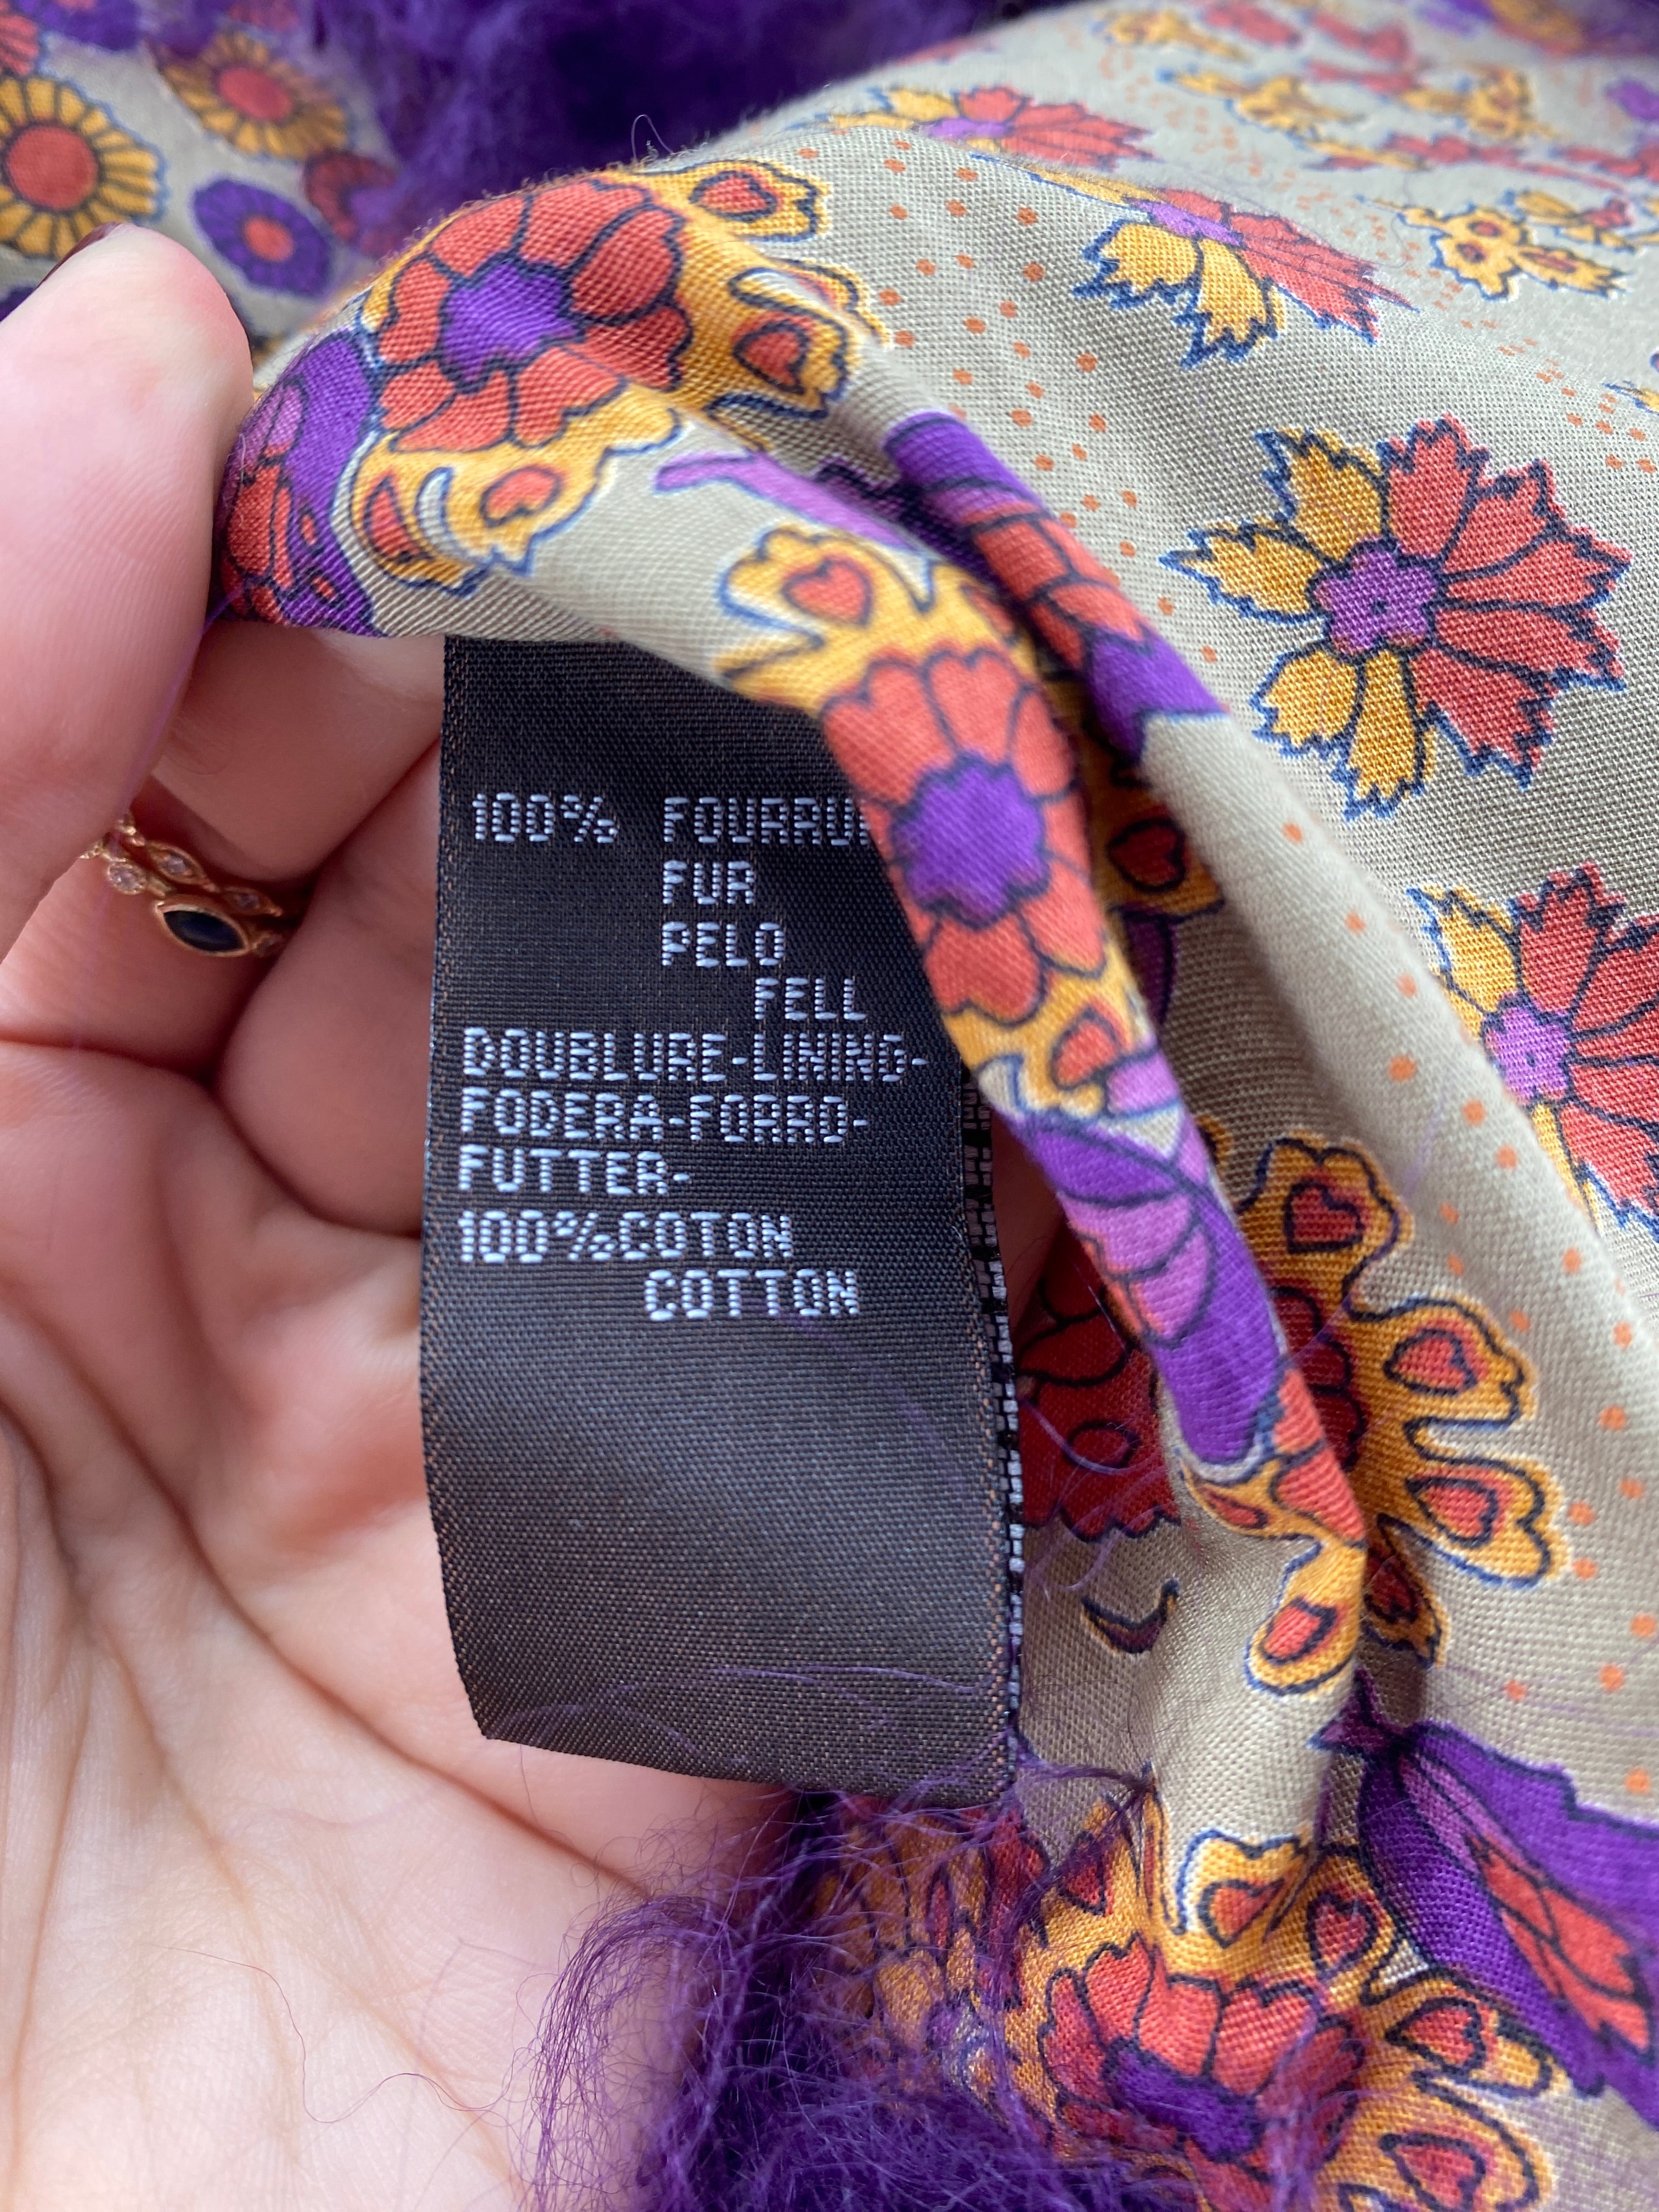 100% FOURRU
FUR
PELO
FELL
DOUBLURE-LINING-
FODERA-FORRO-
FUTTER-
100%COTON
COTTON